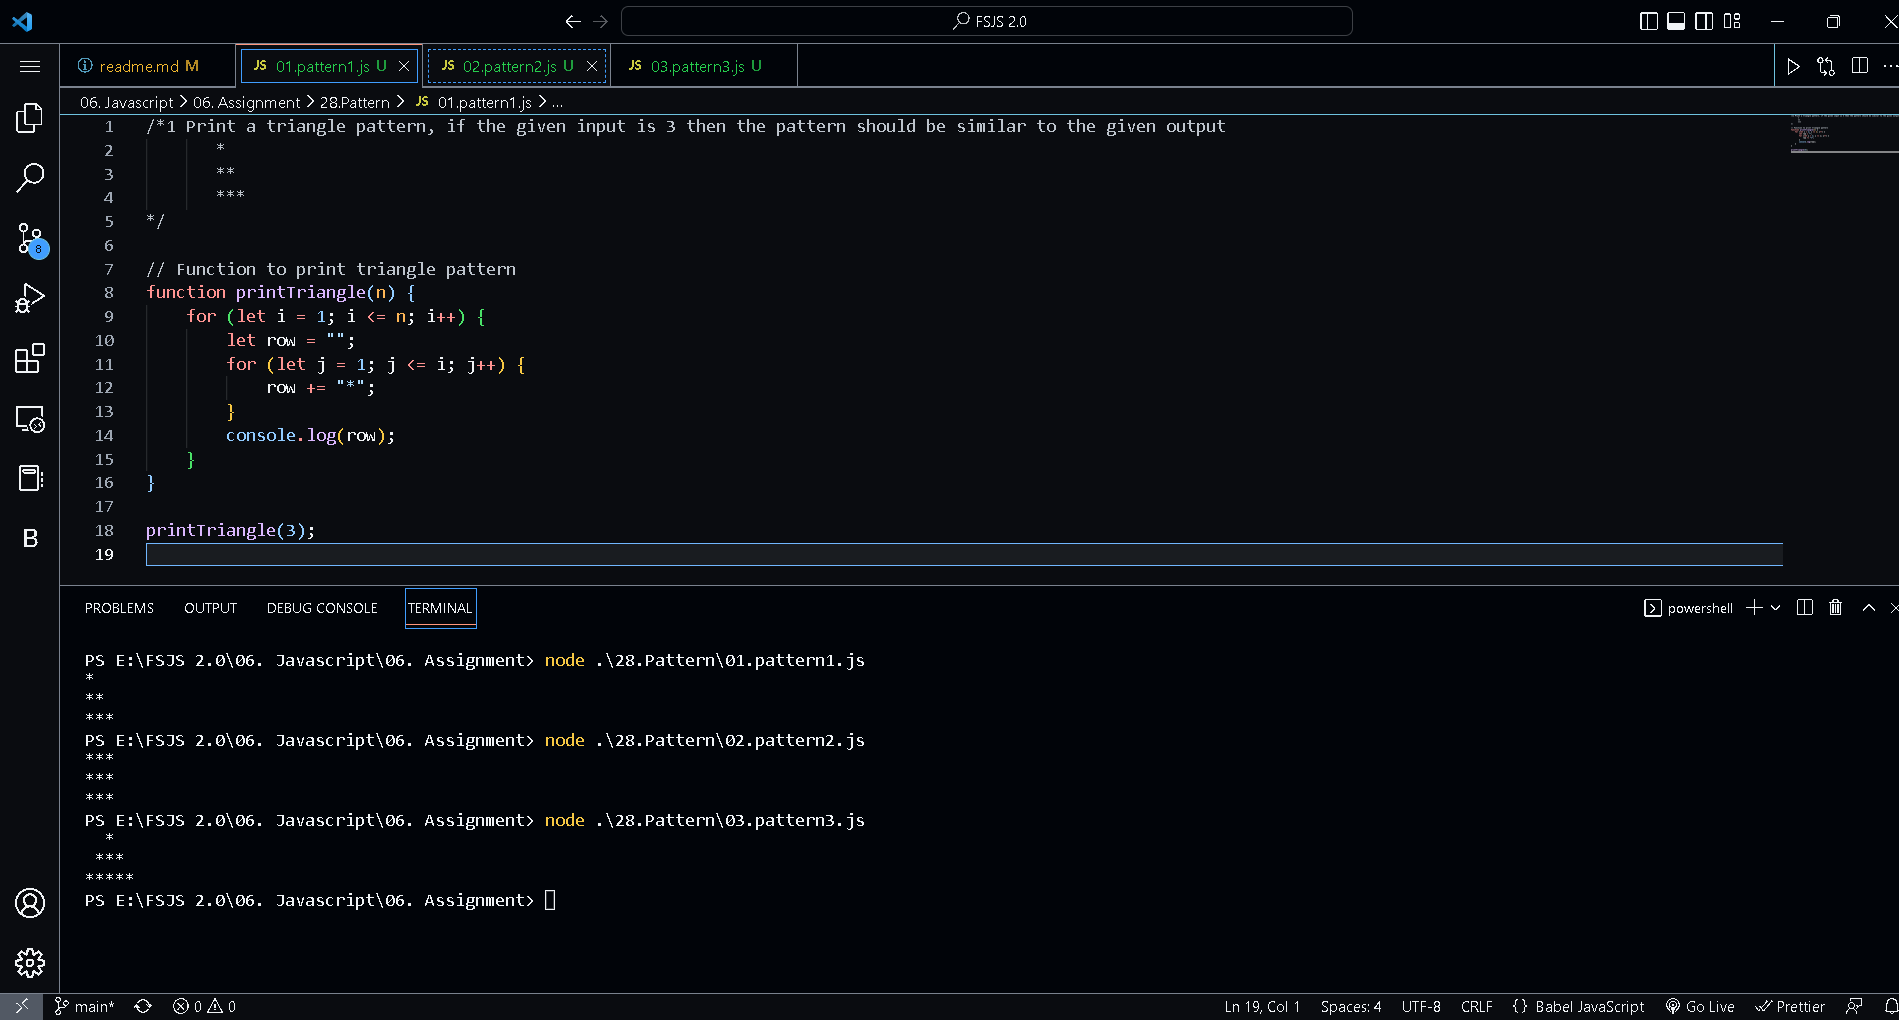 FSJS 2.0
readme.md M
JS 01.pattern1.js U
JS 02.pattern2.js U
JS 03.pattern3.js U
06. Javascript > 06. Assignment > 28.Pattern > JS 01.pattern1.js > ...
1 /*1 Print a triangle pattern, if the given input is 3 then the pattern should be similar to the given output
2 *
3 **
4 ***
5 */
6
7 // Function to print triangle pattern
8 function printTriangle(n) {
9 for (let i = 1; i <= n; i++) {
10 let row = "";
11 for (let j = 1; j <= i; j++) {
12 row += "*";
13 }
14 console.log(row);
15 }
16 }
17
18 printTriangle(3);
19
8
B
PROBLEMS OUTPUT DEBUG CONSOLE TERMINAL
powershell
PS E:\FSJS 2.0\06. Javascript\06. Assignment> node .\28.Pattern\01.pattern1.js
*
**
***
PS E:\FSJS 2.0\06. Javascript\06. Assignment> node .\28.Pattern\02.pattern2.js
***
***
***
PS E:\FSJS 2.0\06. Javascript\06. Assignment> node .\28.Pattern\03.pattern3.js
*
***
*****
PS E:\FSJS 2.0\06. Javascript\06. Assignment>
main* 0 0 Ln 19, Col 1 Spaces: 4 UTF-8 CRLF {} Babel JavaScript Go Live Prettier